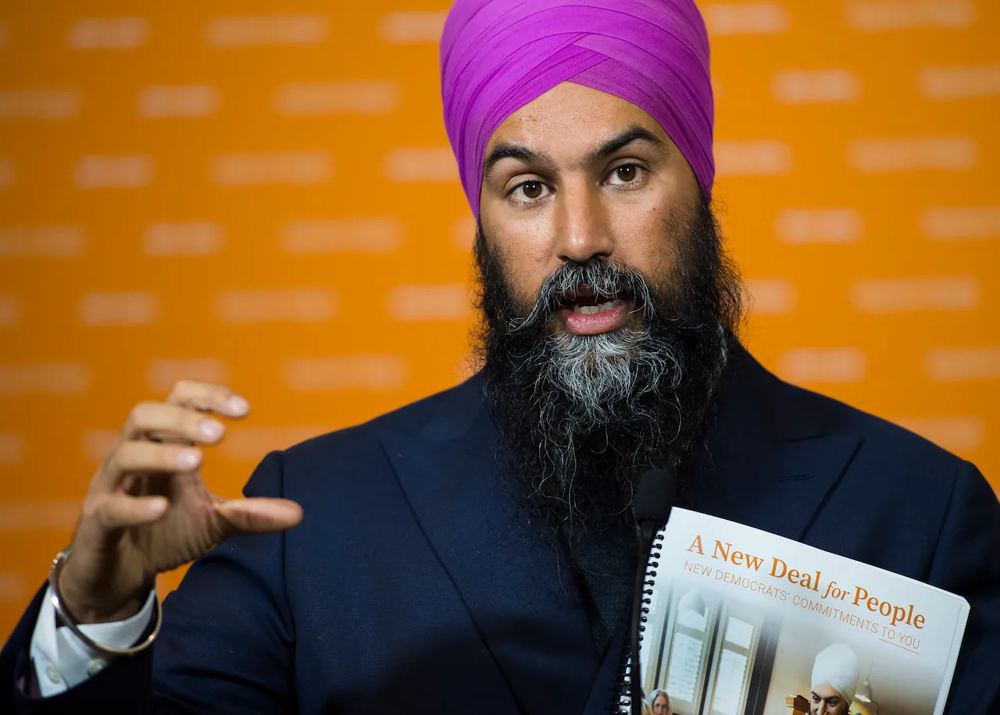 A New Deal for People
NEW DEMOCRATS' COMMITMENTS TO YOU